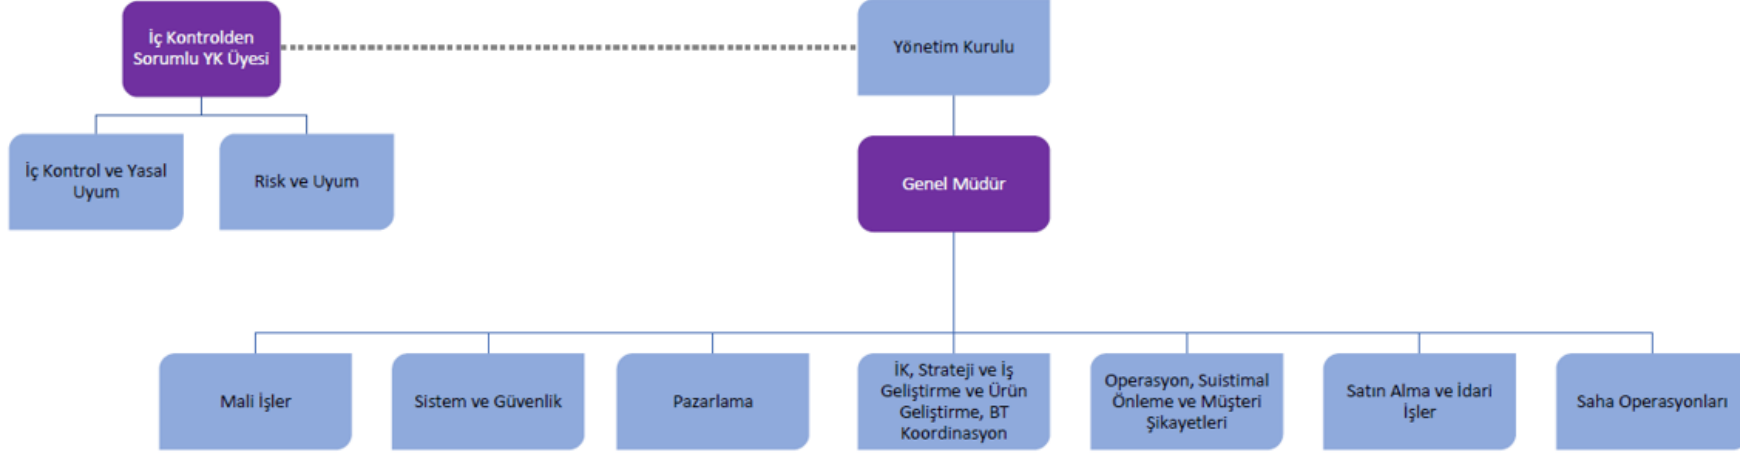 İç Kontrolden
Sorumlu YK Üyesi
Yönetim Kurulu
İç Kontrol ve Yasal
Uyum
Risk ve Uyum
Genel Müdür
Mali İşler
Sistem ve Güvenlik
Pazarlama
İK, Strateji ve İş
Geliştirme ve Ürün
Geliştirme, BT
Koordinasyon
Operasyon, Suistimal
Önleme ve Müşteri
Şikayetleri
Satın Alma ve İdari
İşler
Saha Operasyonları